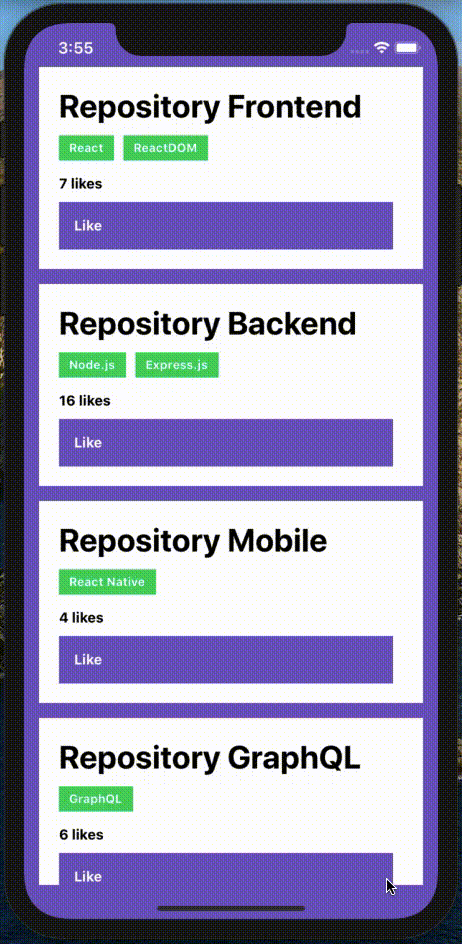 3:55
Repository Frontend
React ReactDOM
7 likes
Like
Repository Backend
Node.js Express.js
16 likes
Like
Repository Mobile
React Native
4 likes
Like
Repository GraphQL
GraphQL
6 likes
Like